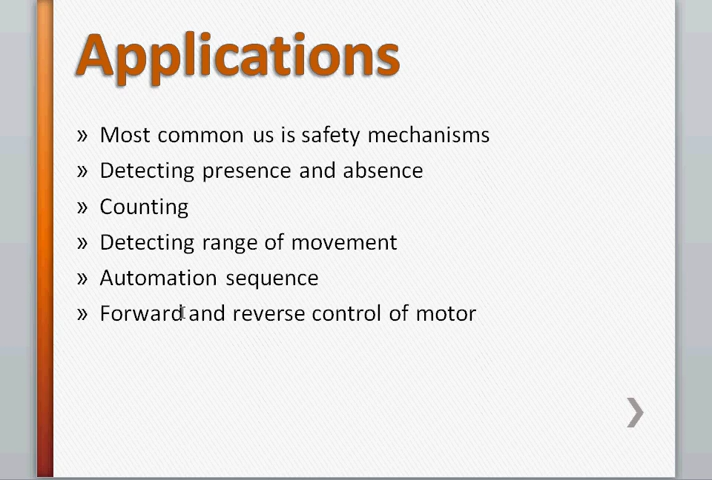 Applications
» Most common us is safety mechanisms
» Detecting presence and absence
» Counting
» Detecting range of movement
» Automation sequence
» Forward and reverse control of motor